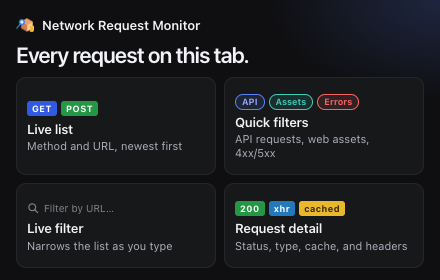 Network Request Monitor
Every request on this tab.
GET POST
Live list
Method and URL, newest first
API Assets Errors
Quick filters
API requests, web assets,
4xx/5xx
Filter by URL...
Live filter
Narrows the list as you type
200 xhr cached
Request detail
Status, type, cache, and headers